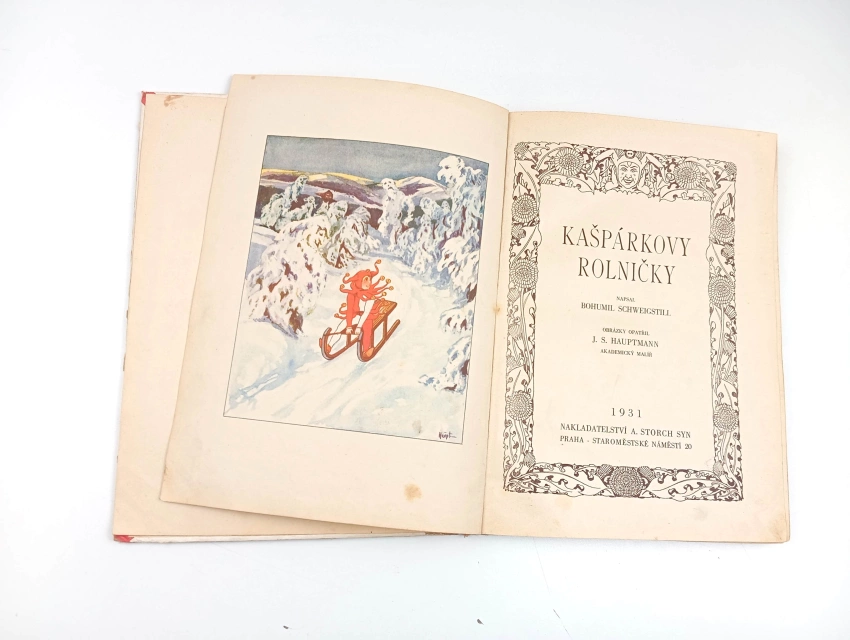 KAŠPÁRKOVY
ROLNIČKY
NAPSAL
BOHUMIL SCHWEIGSTILL
OBRÁZKY OPATŘIL
J. S. HAUPTMANN
AKADEMICKÝ MALÍŘ
1931
NAKLADATELSTVÍ A. STORCH SYN
PRAHA - STAROMĚSTSKÉ NÁMĚSTÍ 20